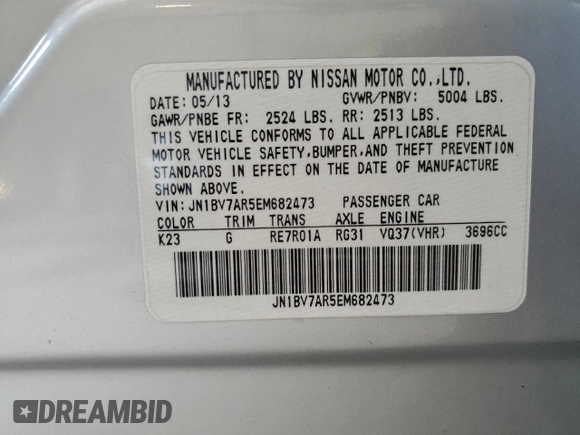 MANUFACTURED BY NISSAN MOTOR CO.,LTD.
DATE: 05/13 GVWR/PNBV: 5004 LBS.
GAWR/PNBE FR: 2524 LBS. RR: 2513 LBS.
THIS VEHICLE CONFORMS TO ALL APPLICABLE FEDERAL
MOTOR VEHICLE SAFETY,BUMPER,AND THEFT PREVENTION
STANDARDS IN EFFECT ON THE DATE OF MANUFACTURE
SHOWN ABOVE.
VIN: JN1BV7AR5EM682473 PASSENGER CAR
COLOR TRIM TRANS AXLE ENGINE
K23 G RE7R01A RG31 VQ37(VHR) 3696CC
JN1BV7AR5EM682473
DREAMBID